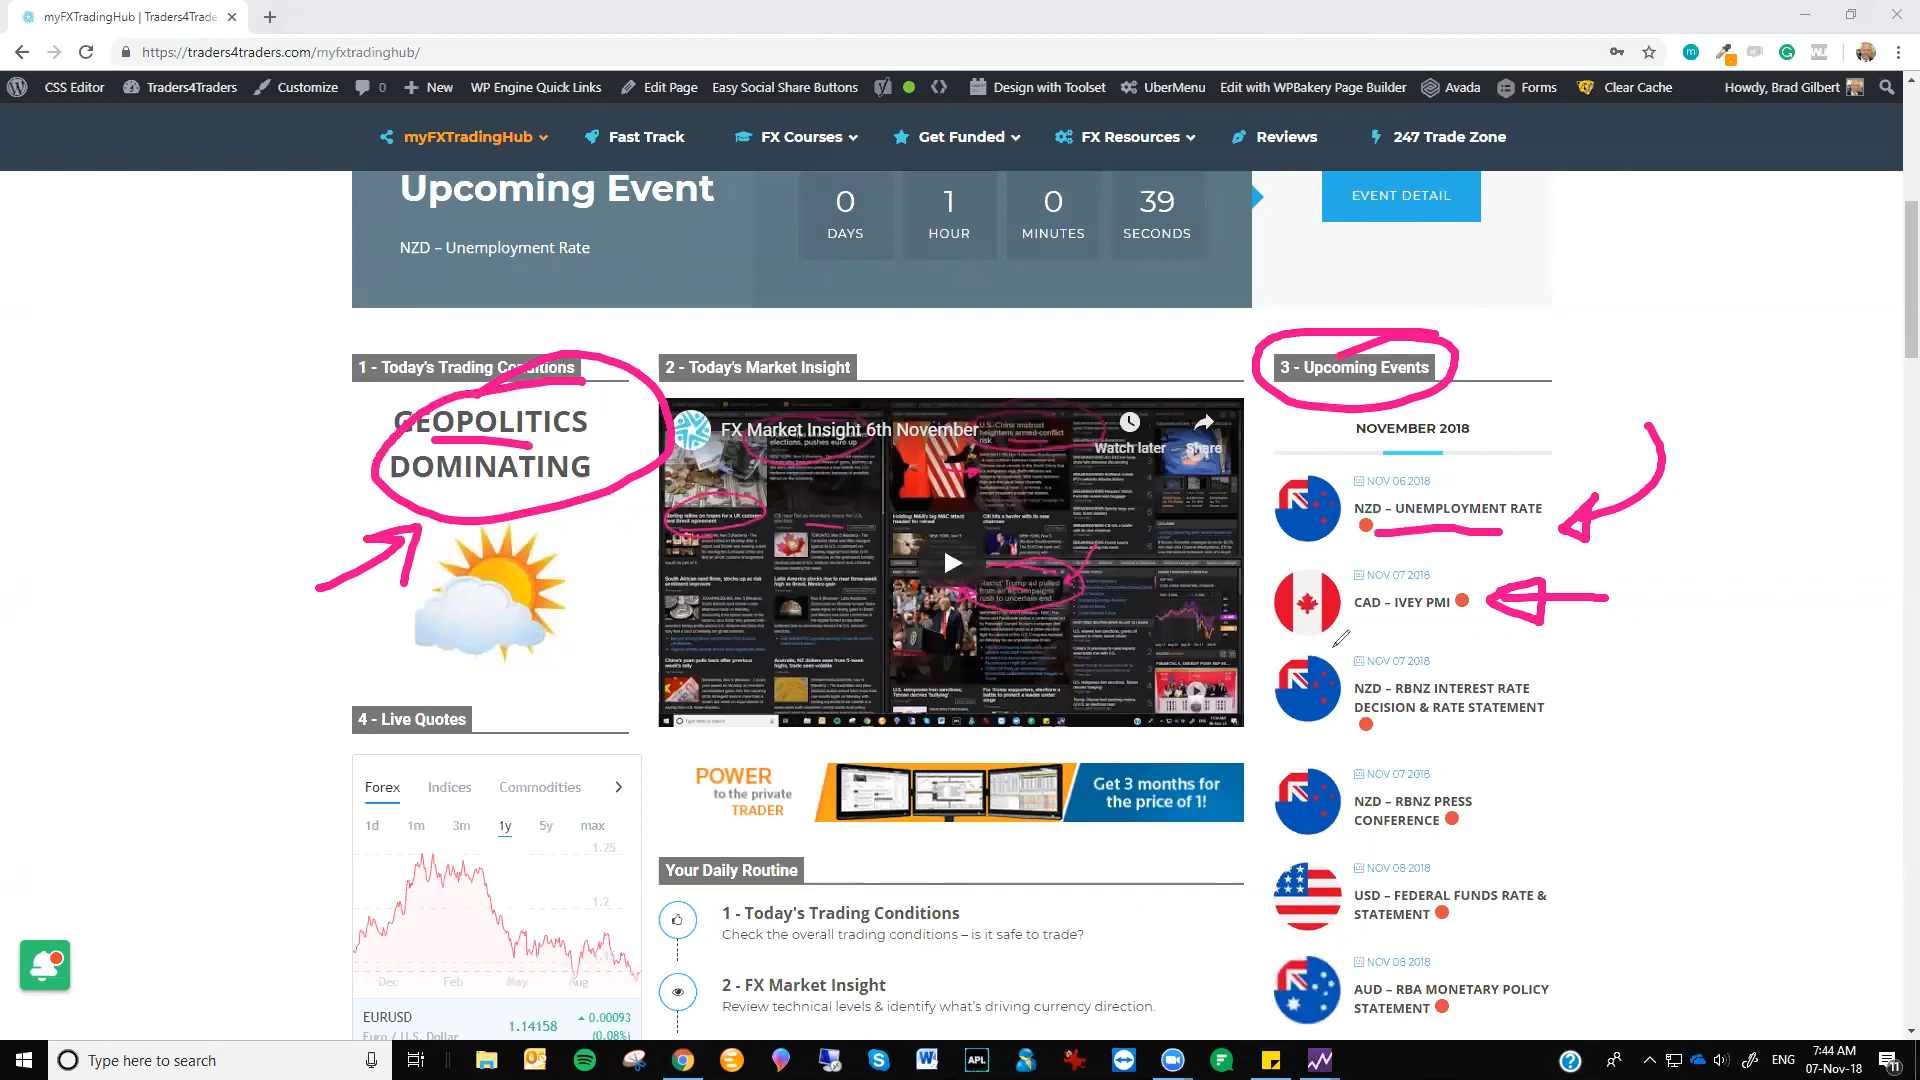 myFXTradingHub | Traders4Trade
https://traders4traders.com/myfxtradinghub/
CSS Editor
Traders4Traders
Customize
0
New
WP Engine Quick Links
Edit Page
Easy Social Share Buttons
Design with Toolset
UberMenu
Edit with WPBakery Page Builder
Avada
Forms
Clear Cache
Howdy, Brad Gilbert
myFXTradingHub
Fast Track
FX Courses
Get Funded
FX Resources
Reviews
247 Trade Zone
Upcoming Event
NZD – Unemployment Rate
0 1 0 39
DAYS HOUR MINUTES SECONDS
EVENT DETAIL
1 - Today's Trading Conditions
GEOPOLITICS
DOMINATING
2 - Today's Market Insight
FX Market Insight 6th November
Watch later
Share
3 - Upcoming Events
NOVEMBER 2018
NOV 06 2018
NZD – UNEMPLOYMENT RATE
NOV 07 2018
CAD – IVEY PMI
NOV 07 2018
NZD – RBNZ INTEREST RATE
DECISION & RATE STATEMENT
NOV 07 2018
NZD – RBNZ PRESS
CONFERENCE
NOV 08 2018
USD – FEDERAL FUNDS RATE &
STATEMENT
NOV 08 2018
AUD – RBA MONETARY POLICY
STATEMENT
4 - Live Quotes
Forex Indices Commodities
1d 1m 3m 1y 5y max
1.25
1.2
Dec Feb May Aug
EURUSD
Euro / U.S. Dollar
1.14158
0.00093
(0.08%)
POWER
to the private
TRADER
Get 3 months for
the price of 1!
Your Daily Routine
1 - Today's Trading Conditions
Check the overall trading conditions – is it safe to trade?
2 - FX Market Insight
Review technical levels & identify what's driving currency direction.
Type here to search
APL
ENG
7:44 AM
07-Nov-18
11